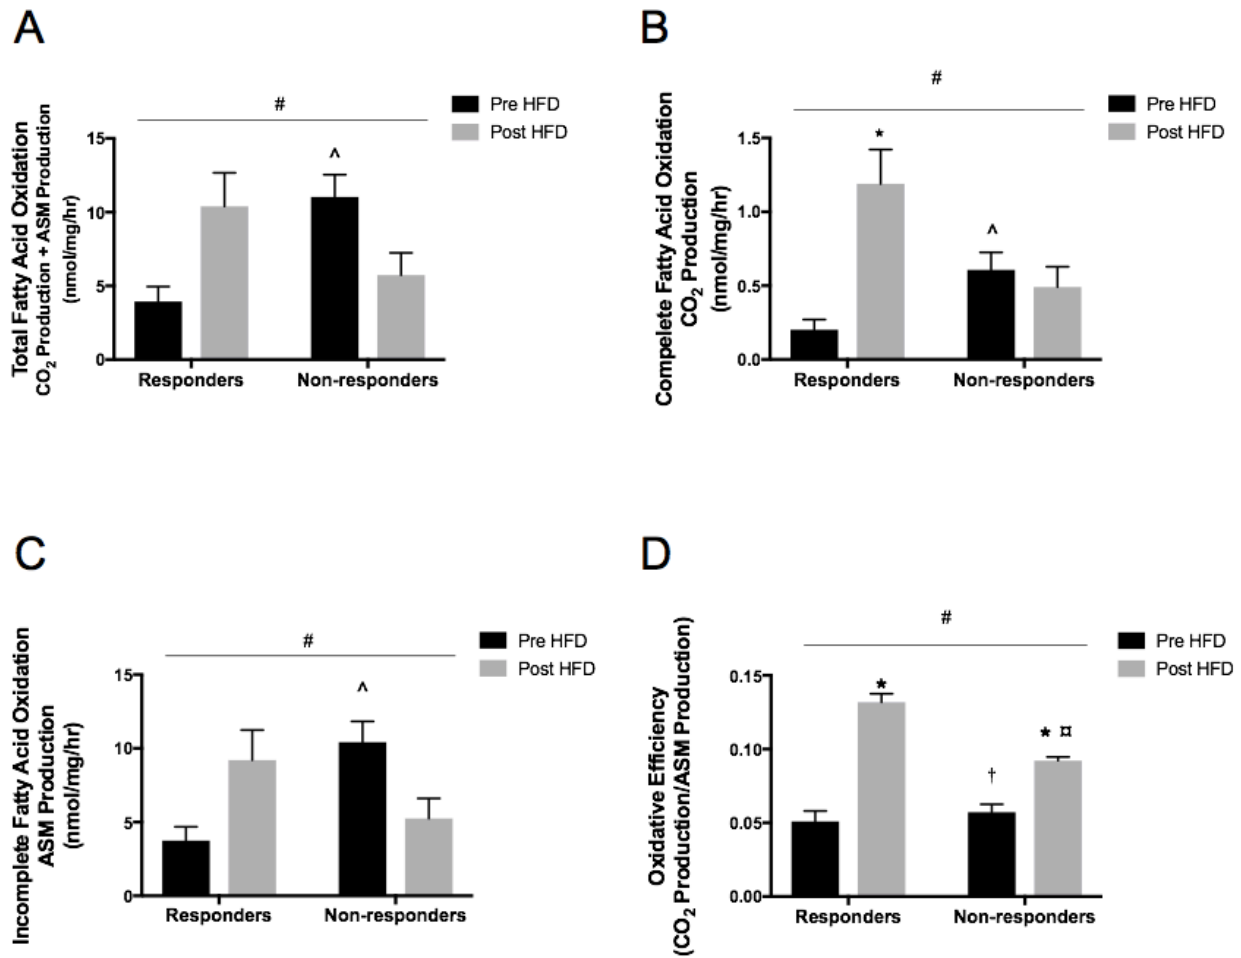 A
#
Pre HFD
Post HFD
^
Total Fatty Acid Oxidation
CO2 Production + ASM Production
(nmol/mg/hr)
15
10
5
0
Responders
Non-responders
B
#
Pre HFD
Post HFD
*
^
Compelete Fatty Acid Oxidation
CO2 Production
(nmol/mg/hr)
1.5
1.0
0.5
0.0
Responders
Non-responders
C
#
Pre HFD
Post HFD
^
Incomplete Fatty Acid Oxidation
ASM Production
(nmol/mg/hr)
15
10
5
0
Responders
Non-responders
D
#
Pre HFD
Post HFD
*
* ¤
†
Oxidative Efficiency
(CO2 Production/ASM Production)
0.15
0.10
0.05
0.00
Responders
Non-responders